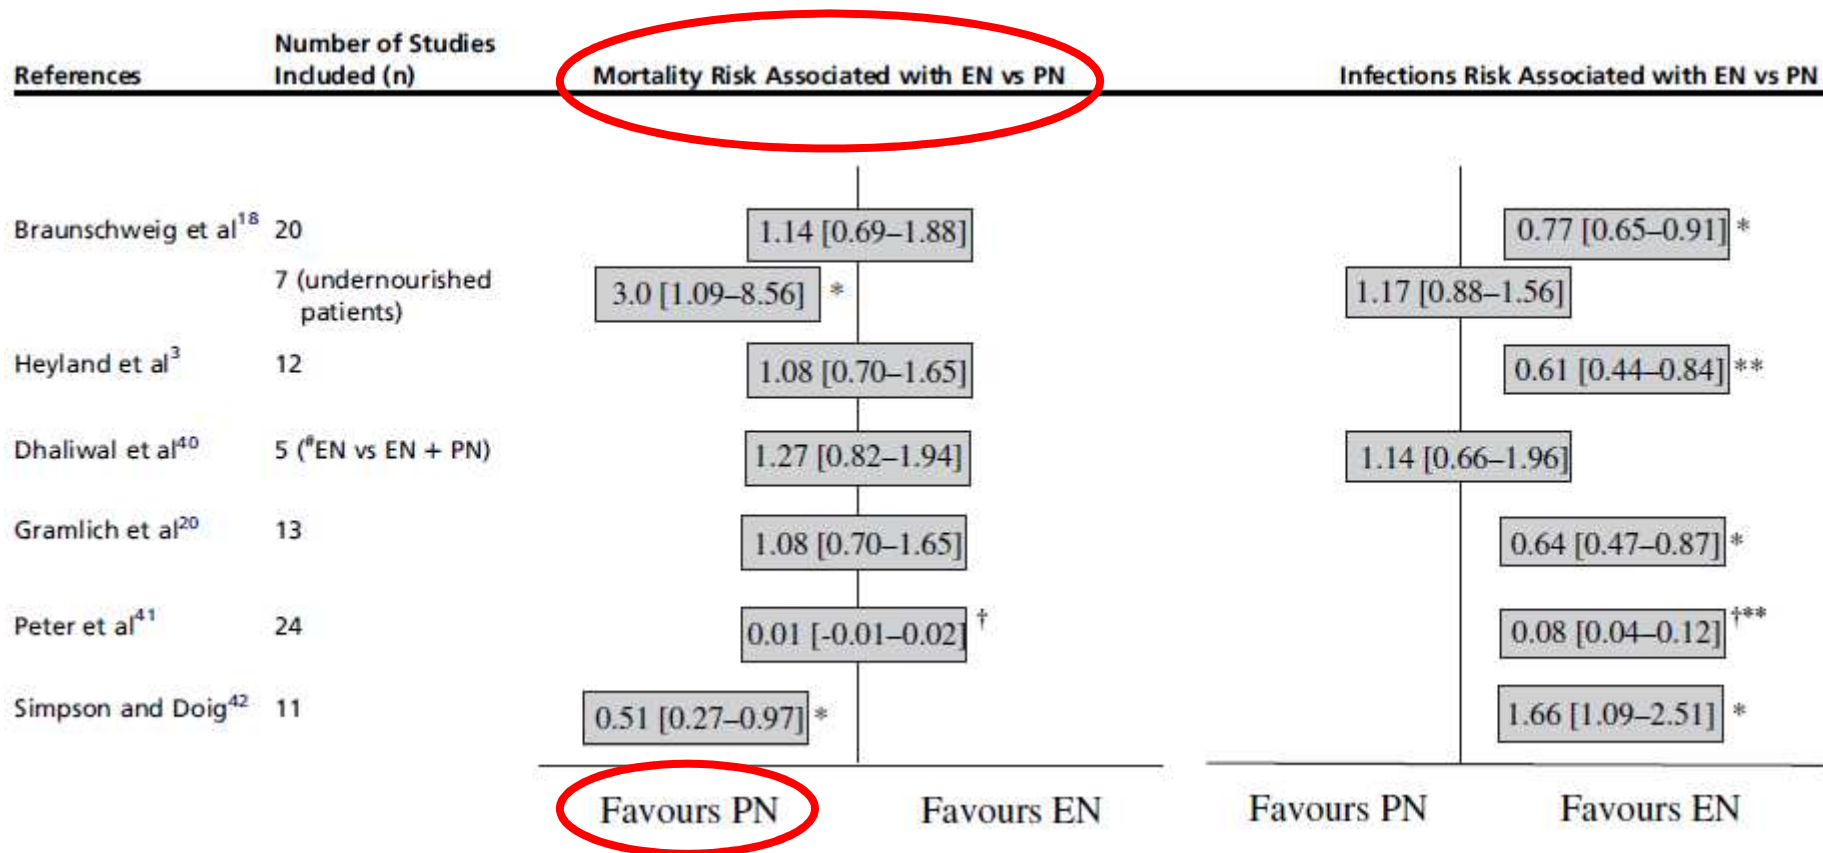 Number of Studies
References Included (n) Mortality Risk Associated with EN vs PN Infections Risk Associated with EN vs PN
Braunschweig et al18 20 1.14 [0.69–1.88] 0.77 [0.65–0.91] *
7 (undernourished 3.0 [1.09–8.56] * 1.17 [0.88–1.56]
patients)
Heyland et al3 12 1.08 [0.70–1.65] 0.61 [0.44–0.84] **
Dhaliwal et al40 5 (#EN vs EN + PN) 1.27 [0.82–1.94] 1.14 [0.66–1.96]
Gramlich et al20 13 1.08 [0.70–1.65] 0.64 [0.47–0.87] *
Peter et al41 24 0.01 [-0.01–0.02] † 0.08 [0.04–0.12] †**
Simpson and Doig42 11 0.51 [0.27–0.97] * 1.66 [1.09–2.51] *
Favours PN Favours EN Favours PN Favours EN